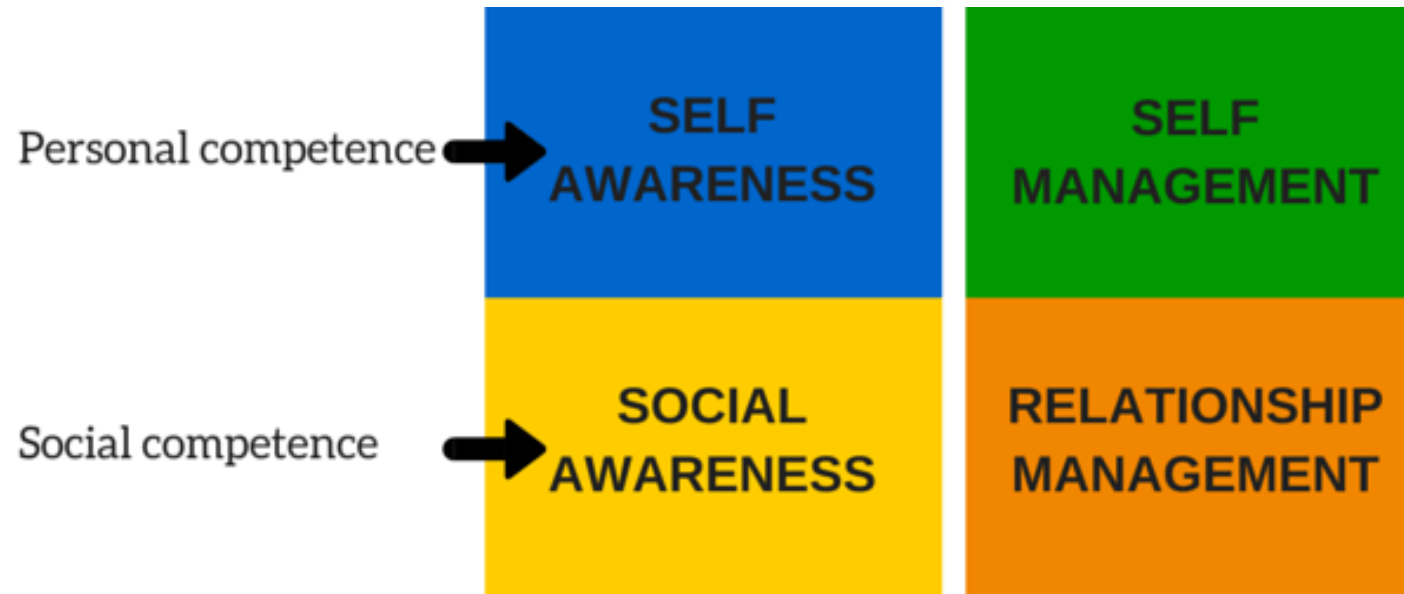 Personal competence
SELF
AWARENESS
SELF
MANAGEMENT
Social competence
SOCIAL
AWARENESS
RELATIONSHIP
MANAGEMENT